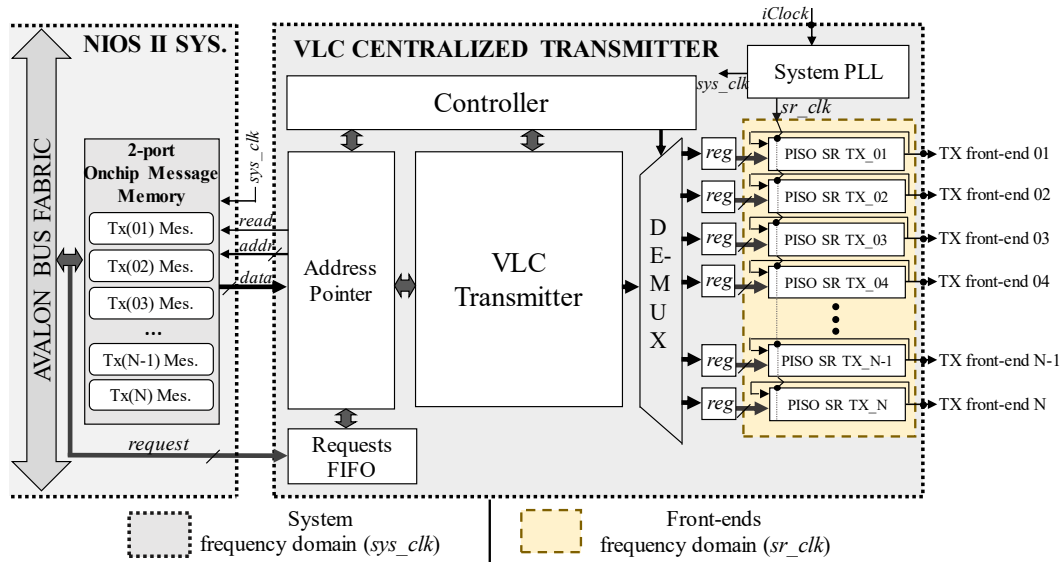 NIOS II SYS.
AVALON BUS FABRIC
2-port
Onchip Message
Memory
Tx(01) Mes.
Tx(02) Mes.
Tx(03) Mes.
...
Tx(N-1) Mes.
Tx(N) Mes.
sys_clk
read
addr
data
request
VLC CENTRALIZED TRANSMITTER
iClock
System PLL
sys_clk
sr_clk
Controller
Address
Pointer
VLC
Transmitter
Requests
FIFO
D
E-
M
U
X
reg
reg
reg
reg
reg
reg
PISO SR TX_01
PISO SR TX_02
PISO SR TX_03
PISO SR TX_04
PISO SR TX_N-1
PISO SR TX_N
TX front-end 01
TX front-end 02
TX front-end 03
TX front-end 04
TX front-end N-1
TX front-end N
System
frequency domain (sys_clk)
Front-ends
frequency domain (sr_clk)